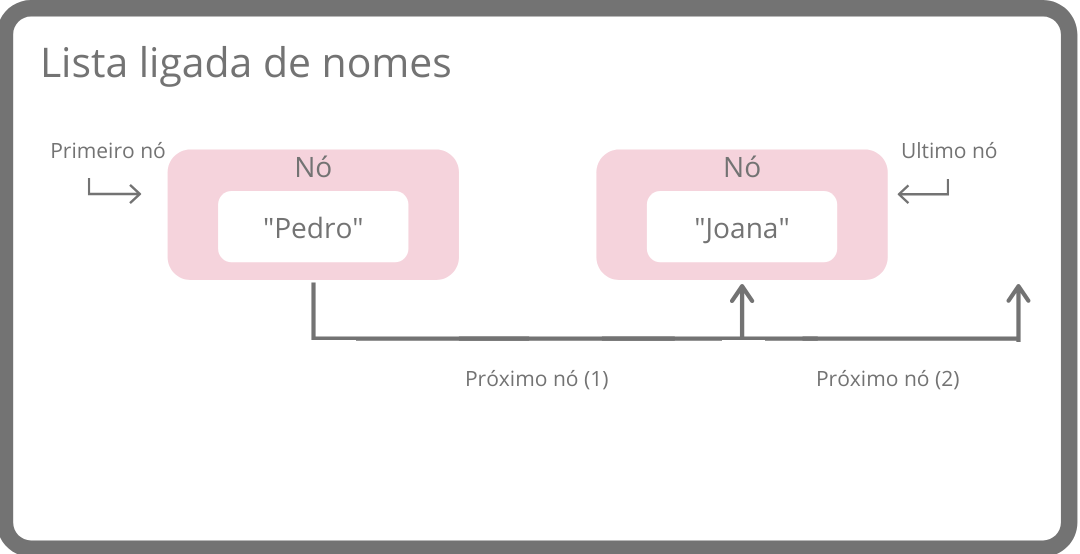 Lista ligada de nomes
Primeiro nó
Nó
"Pedro"
Nó
"Joana"
Ultimo nó
Próximo nó (1)
Próximo nó (2)